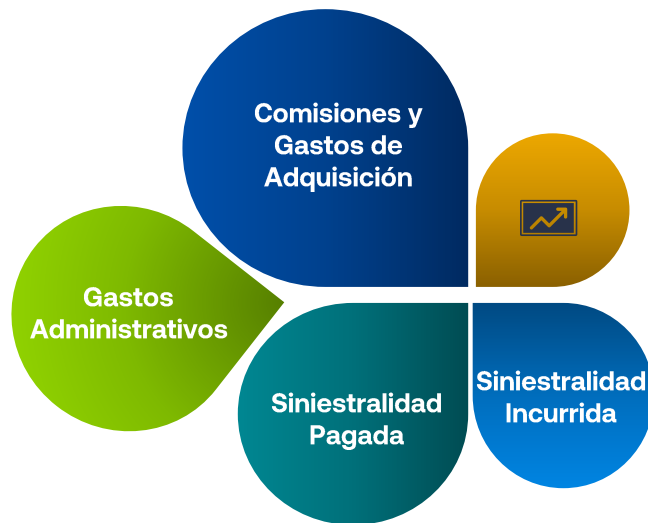 Comisiones y
Gastos de
Adquisición
Gastos
Administrativos
Siniestralidad
Pagada
Siniestralidad
Incurrida